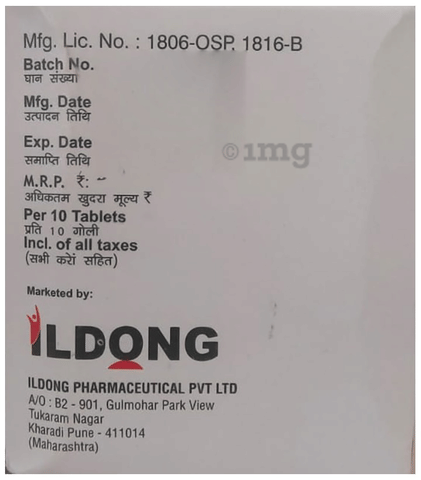 Mfg. Lic. No. : 1806-OSP. 1816-B
Batch No.
घान संख्या
Mfg. Date
उत्पादन तिथि
Exp. Date
समाप्ति तिथि
M.R.P. ₹: ~
अधिकतम खुदरा मूल्य ₹
Per 10 Tablets
प्रति 10 गोली
Incl. of all taxes
(सभी करों सहित)
©1mg
Marketed by:
ILDONG
ILDONG PHARMACEUTICAL PVT LTD
A/O : B2 - 901, Gulmohar Park View
Tukaram Nagar
Kharadi Pune - 411014
(Maharashtra)